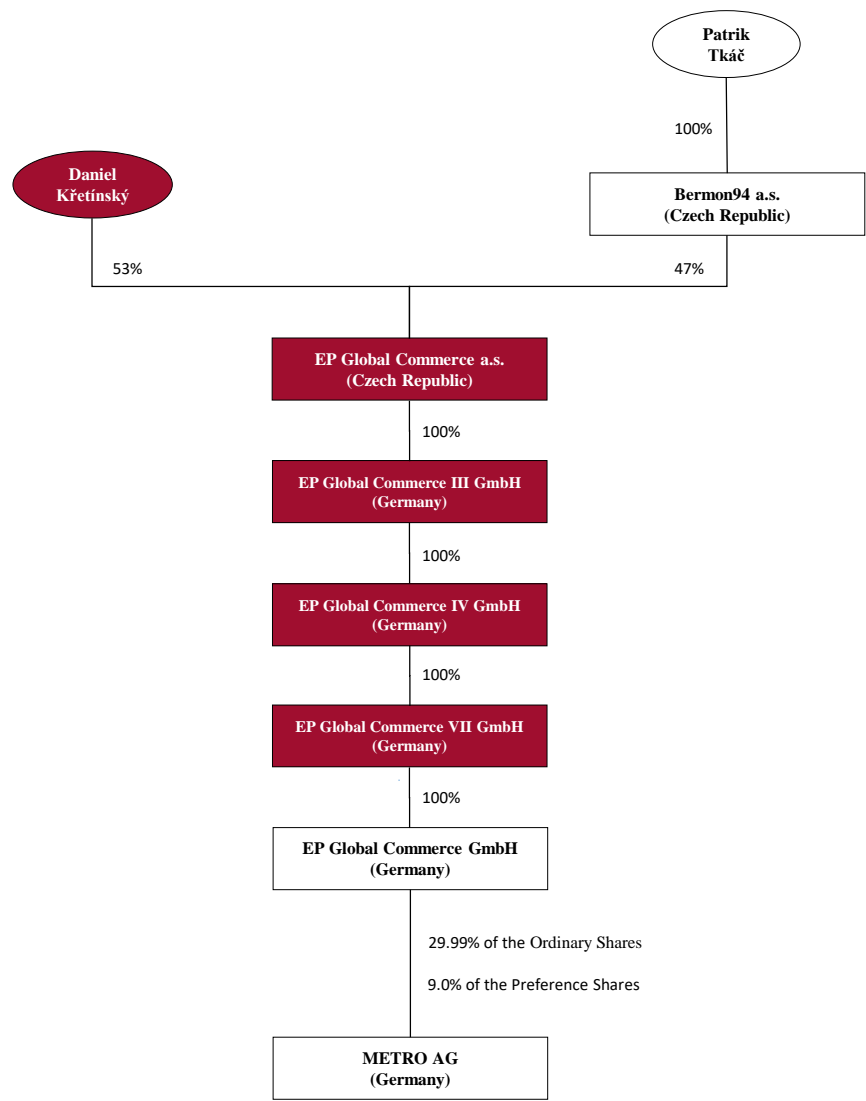 Patrik
Tkáč
100%
Daniel
Křetínský
Bermon94 a.s.
(Czech Republic)
53%
47%
EP Global Commerce a.s.
(Czech Republic)
100%
EP Global Commerce III GmbH
(Germany)
100%
EP Global Commerce IV GmbH
(Germany)
100%
EP Global Commerce VII GmbH
(Germany)
100%
EP Global Commerce GmbH
(Germany)
29.99% of the Ordinary Shares
9.0% of the Preference Shares
METRO AG
(Germany)